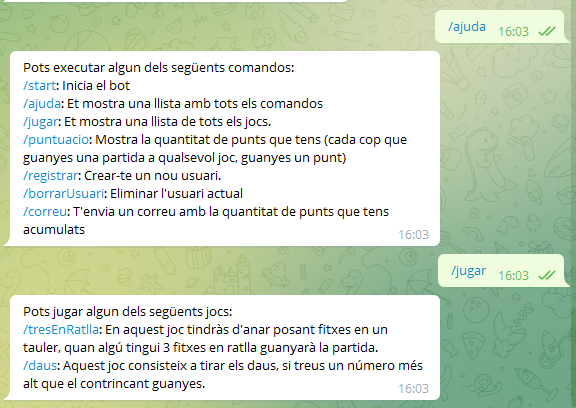 /ajuda 16:03
Pots executar algun dels següents comandos:
/start: Inicia el bot
/ajuda: Et mostra una llista amb tots els comandos
/jugar: Et mostra una llista de tots els jocs.
/puntuacio: Mostra la quantitat de punts que tens (cada cop que
guanyes una partida a qualsevol joc, guanyes un punt)
/registrar: Crear-te un nou usuari.
/borrarUsuari: Eliminar l'usuari actual
/correu: T'envia un correu amb la quantitat de punts que tens
acumulats
16:03
/jugar 16:03
Pots jugar algun dels següents jocs:
/tresEnRatlla: En aquest joc tindràs d'anar posant fitxes en un
tauler, quan algú tingui 3 fitxes en ratlla guanyarà la partida.
/daus: Aquest joc consisteix a tirar els daus, si treus un número més
alt que el contrincant guanyes.
16:03